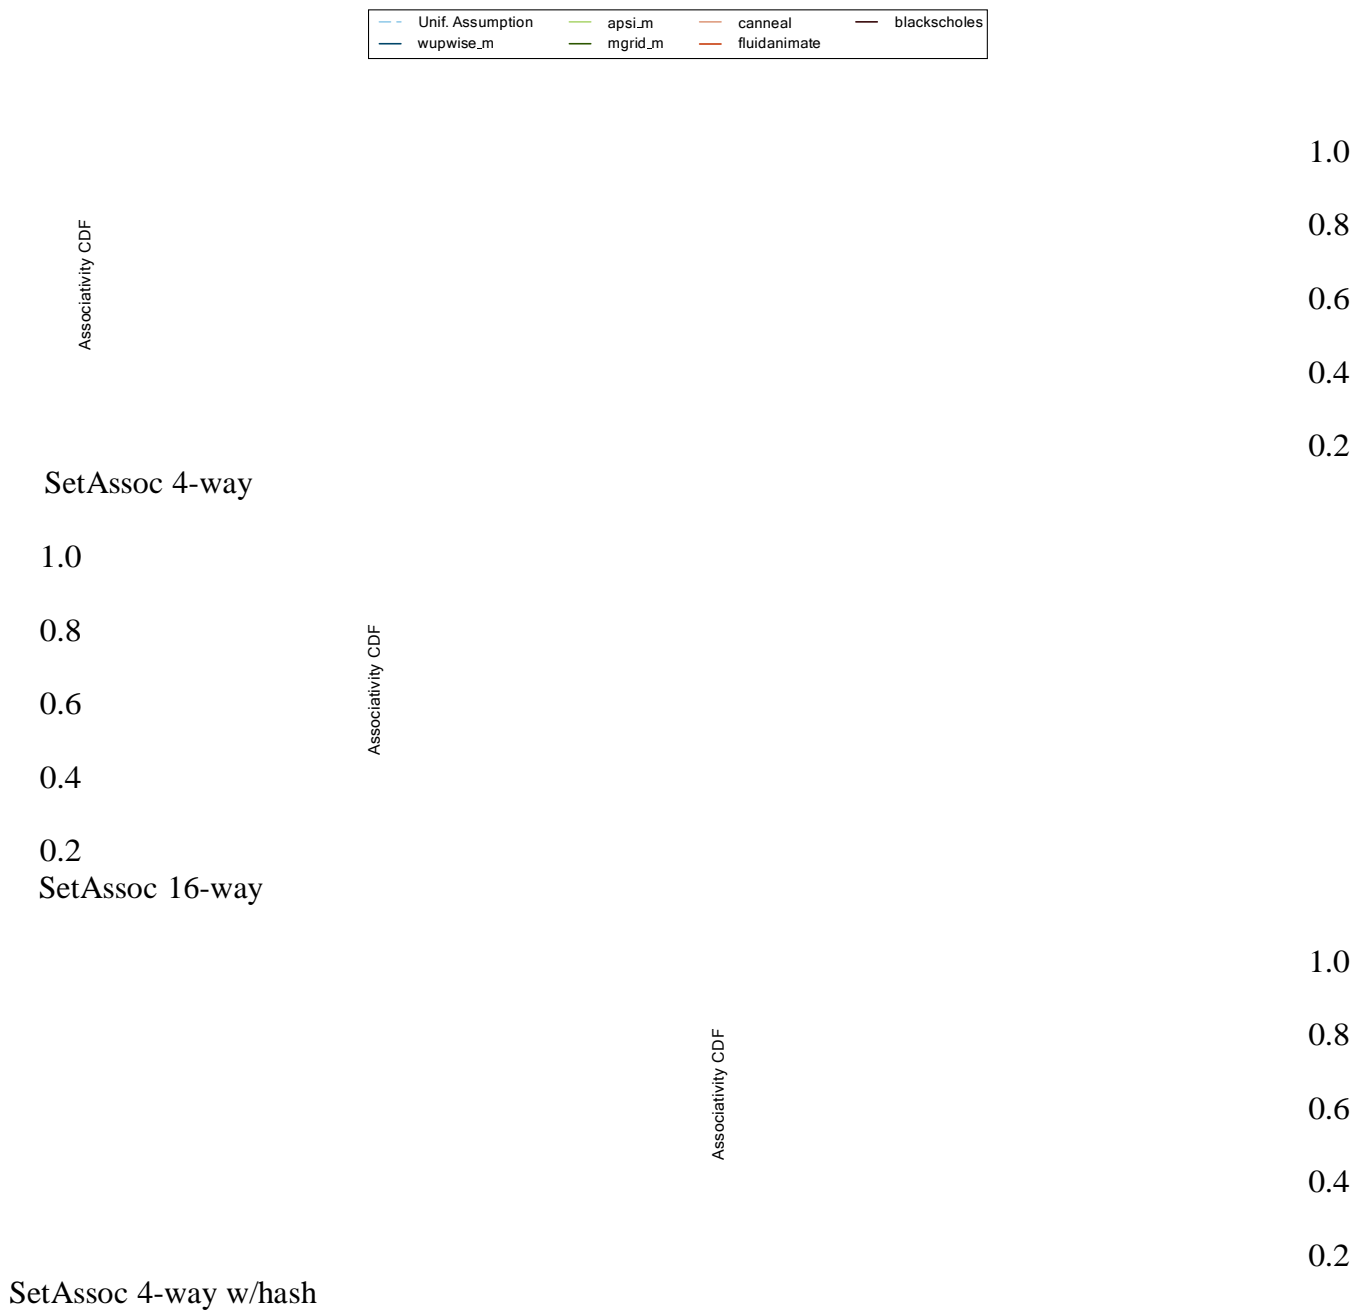 Unif. Assumption apsi_m canneal blackscholes
wupwise_m mgrid_m fluidanimate
1.0
0.8
Associativity CDF
0.6
0.4
0.2
SetAssoc 4-way
1.0
0.8
Associativity CDF
0.6
0.4
0.2
SetAssoc 16-way
1.0
0.8
Associativity CDF
0.6
0.4
0.2
SetAssoc 4-way w/hash